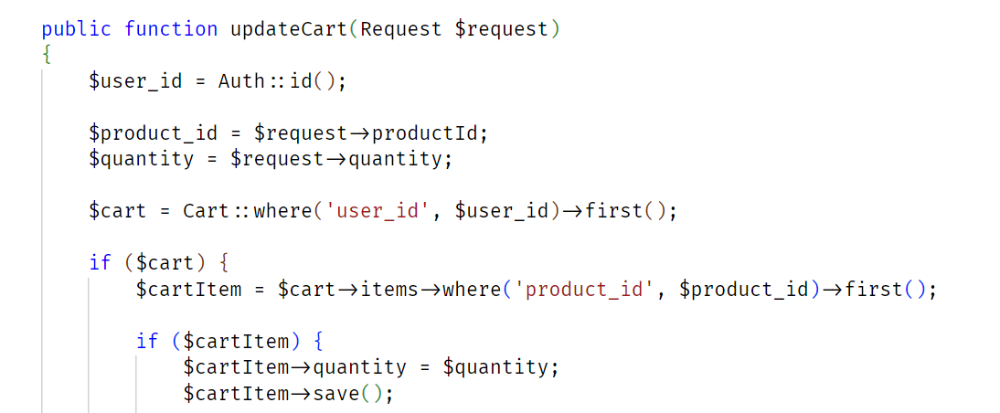 public function updateCart(Request $request)
{
$user_id = Auth::id();
$product_id = $request->productId;
$quantity = $request->quantity;
$cart = Cart::where('user_id', $user_id)->first();
if ($cart) {
$cartItem = $cart->items->where('product_id', $product_id)->first();
if ($cartItem) {
$cartItem->quantity = $quantity;
$cartItem->save();